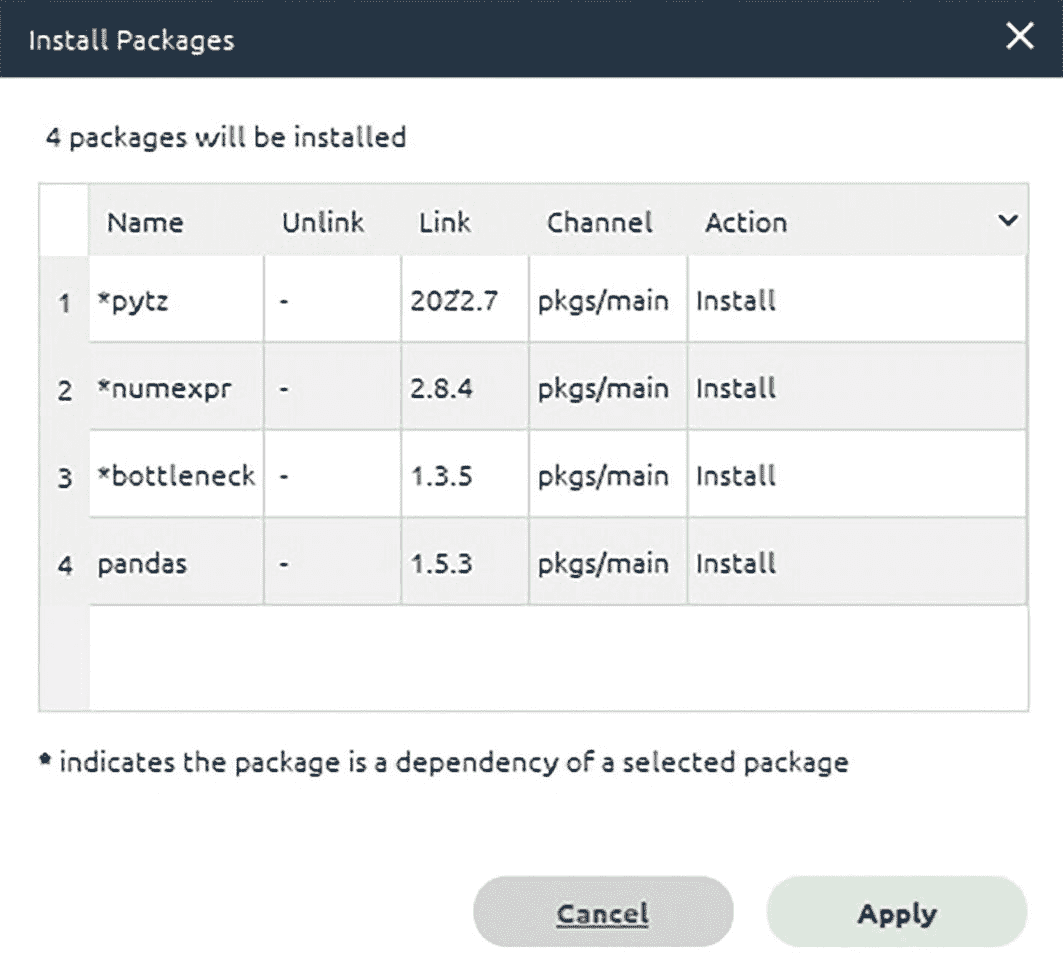 Install Packages
4 packages will be installed
Name Unlink Link Channel Action
1 *pytz - 2022.7 pkgs/main Install
2 *numexpr - 2.8.4 pkgs/main Install
3 *bottleneck - 1.3.5 pkgs/main Install
4 pandas - 1.5.3 pkgs/main Install
* indicates the package is a dependency of a selected package
Cancel Apply